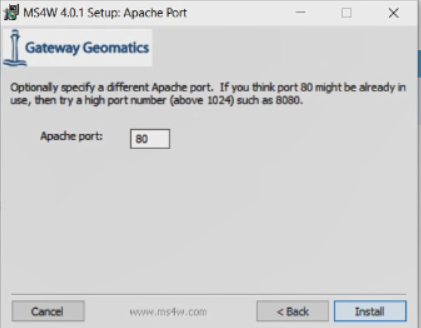 MS4W 4.0.1 Setup: Apache Port
Gateway Geomatics
Optionally specify a different Apache port. If you think port 80 might be already in
use, then try a high port number (above 1024) such as 8080.
Apache port: 80
Cancel www.ms4w.com < Back Install